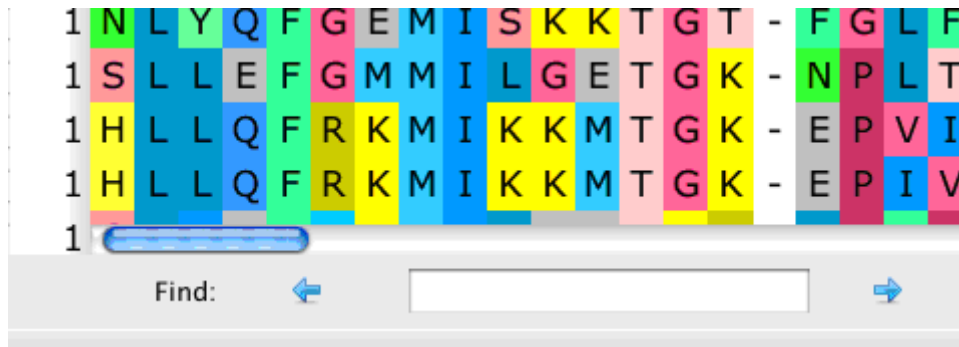 1 N L Y Q F G E M I S K K T G T - F G L F
1 S L L E F G M M I L G E T G K - N P L T
1 H L L Q F R K M I K K M T G K - E P V I
1 H L L Q F R K M I K K M T G K - E P I V
1
Find: